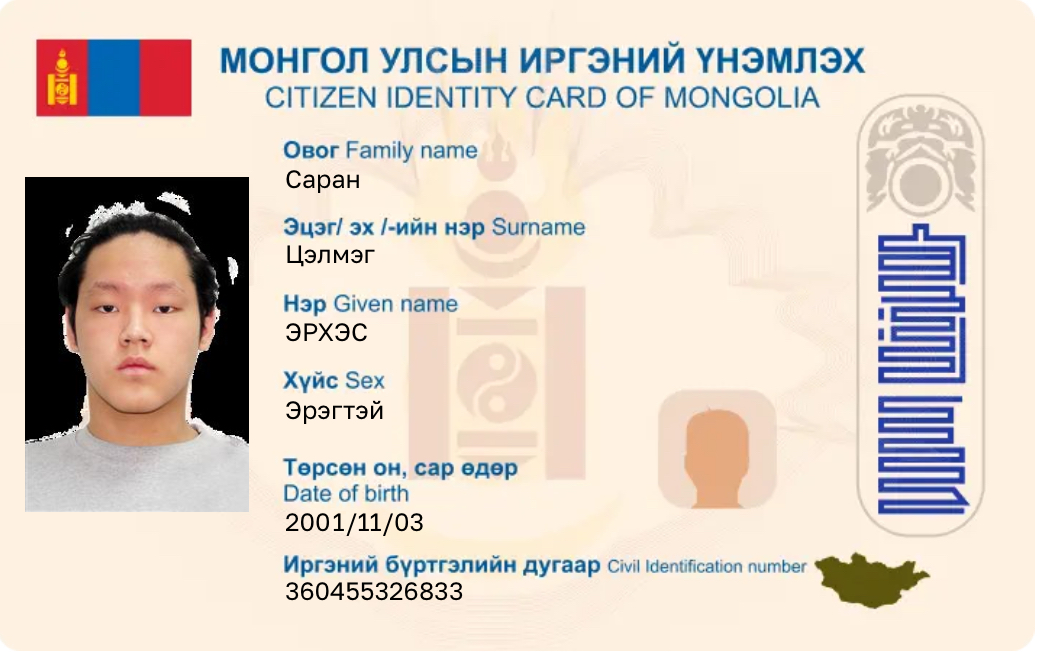 МОНГОЛ УЛСЫН ИРГЭНИЙ ҮНЭМЛЭХ
CITIZEN IDENTITY CARD OF MONGOLIA
Овог Family name
Саран
Эцэг/ эх /-ийн нэр Surname
Цэлмэг
Нэр Given name
ЭРХЭС
Хүйс Sex
Эрэгтэй
Төрсөн он, сар өдөр
Date of birth
2001/11/03
Иргэний бүртгэлийн дугаар Civil Identification number
360455326833